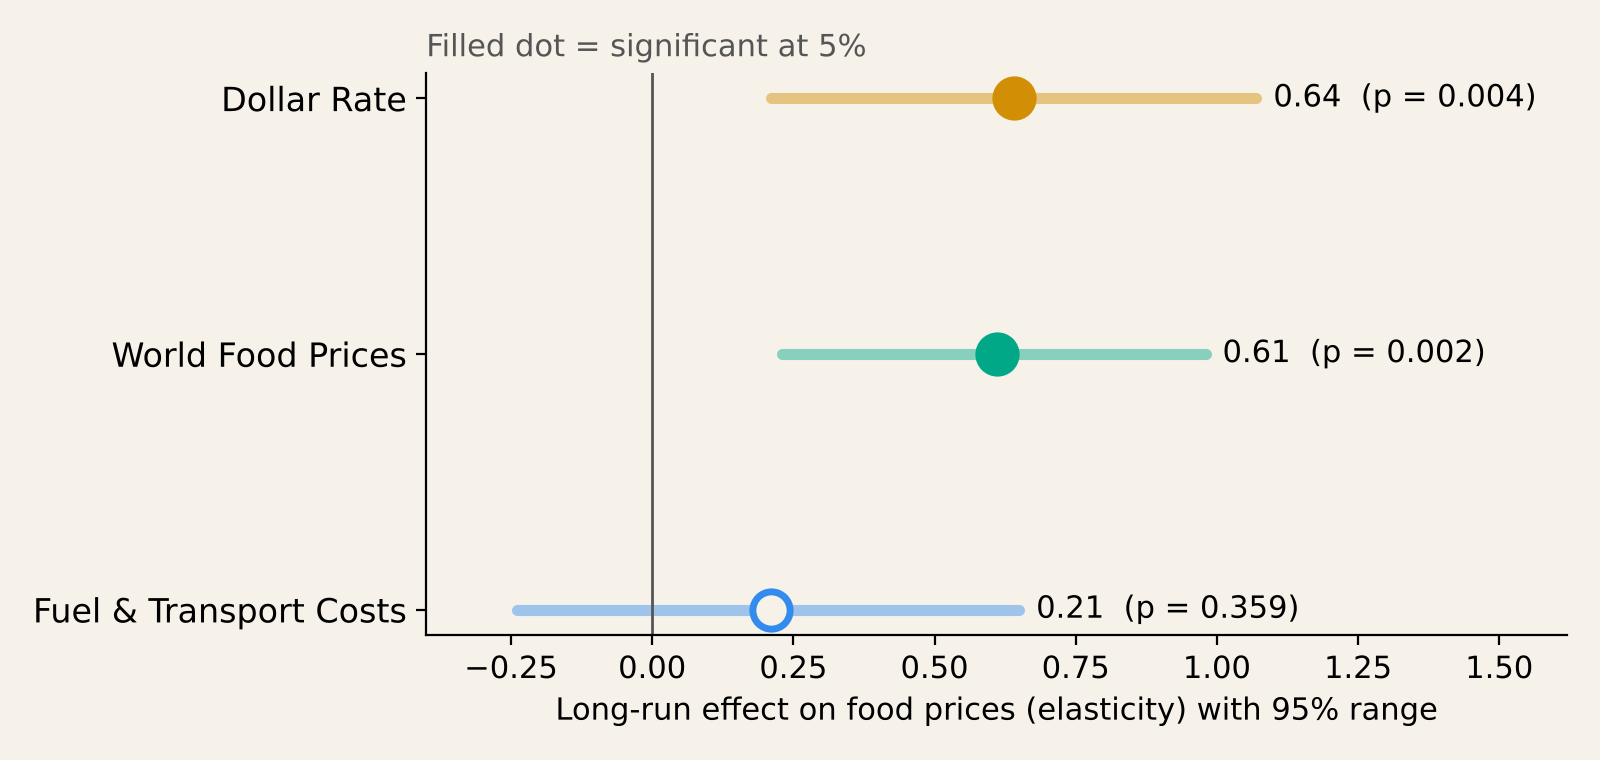 Filled dot = significant at 5%
Dollar Rate
0.64  (p = 0.004)
World Food Prices
0.61  (p = 0.002)
Fuel & Transport Costs
0.21  (p = 0.359)
−0.25 0.00 0.25 0.50 0.75 1.00 1.25 1.50
Long-run effect on food prices (elasticity) with 95% range